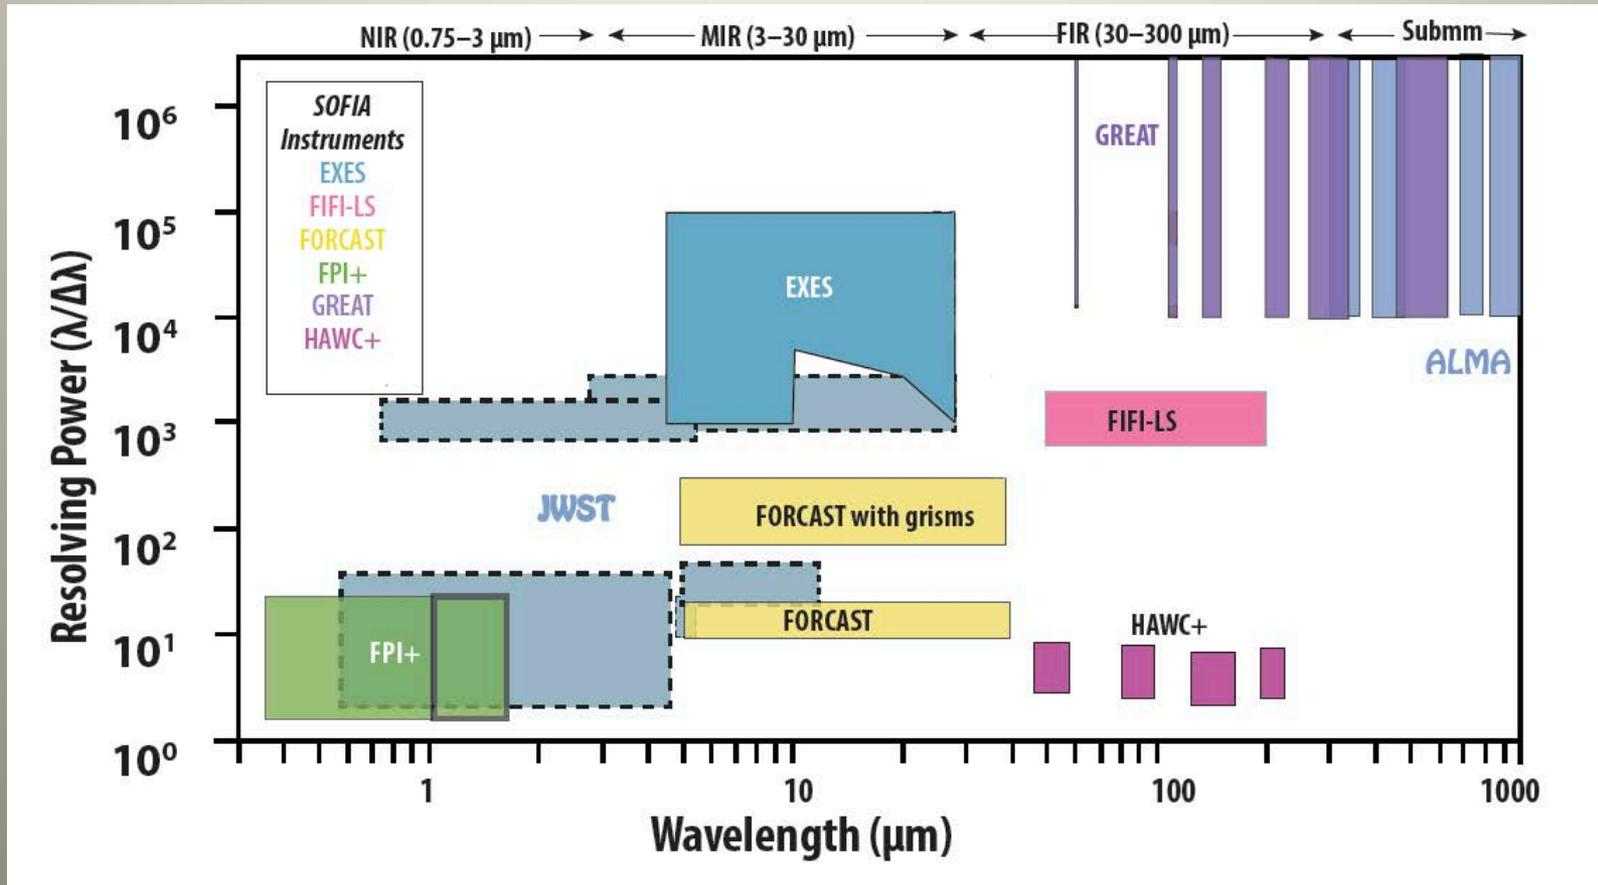 NIR (0.75–3 µm) MIR (3–30 µm) FIR (30–300 µm) Submm
SOFIA
Instruments
EXES
FIFI-LS
FORCAST
FPI+
GREAT
HAWC+
GREAT
EXES
ALMA
FIFI-LS
JWST
FORCAST with grisms
FORCAST
HAWC+
FPI+
Resolving Power (λ/Δλ)
10⁶
10⁵
10⁴
10³
10²
10¹
10⁰
1 10 100 1000
Wavelength (µm)